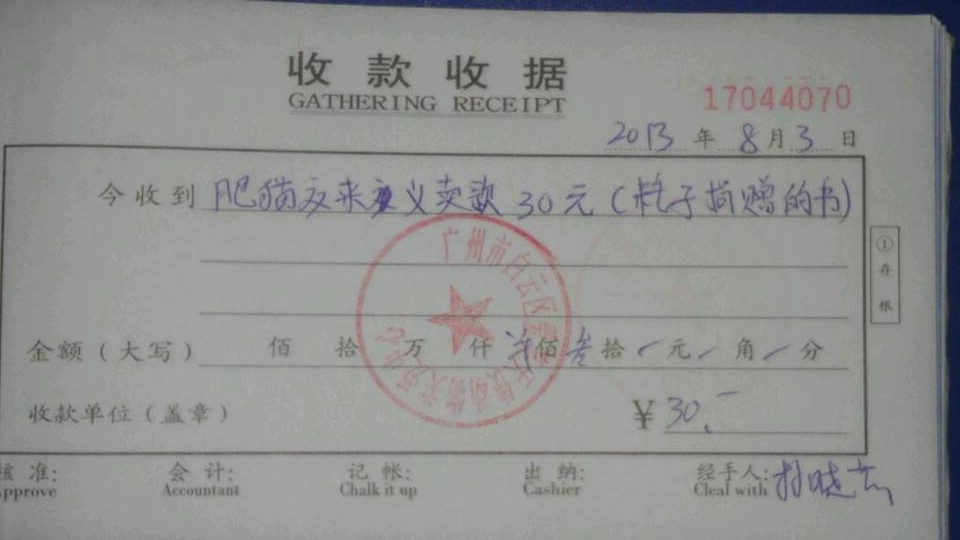 收款收据
GATHERING RECEIPT
17044070
2013 年 8 月 3 日
今收到 肥猫友来义卖款 30元 (耗子捐赠的书)
① 存根
金额（大写） 佰 拾 万 仟 佰 叁 拾 元 角 分
收款单位（盖章） ¥ 30.-
核准: 会计: 记帐: 出纳: 经手人:
Approve Accountant Chalk it up Cashier Cleal with
广州市白云区